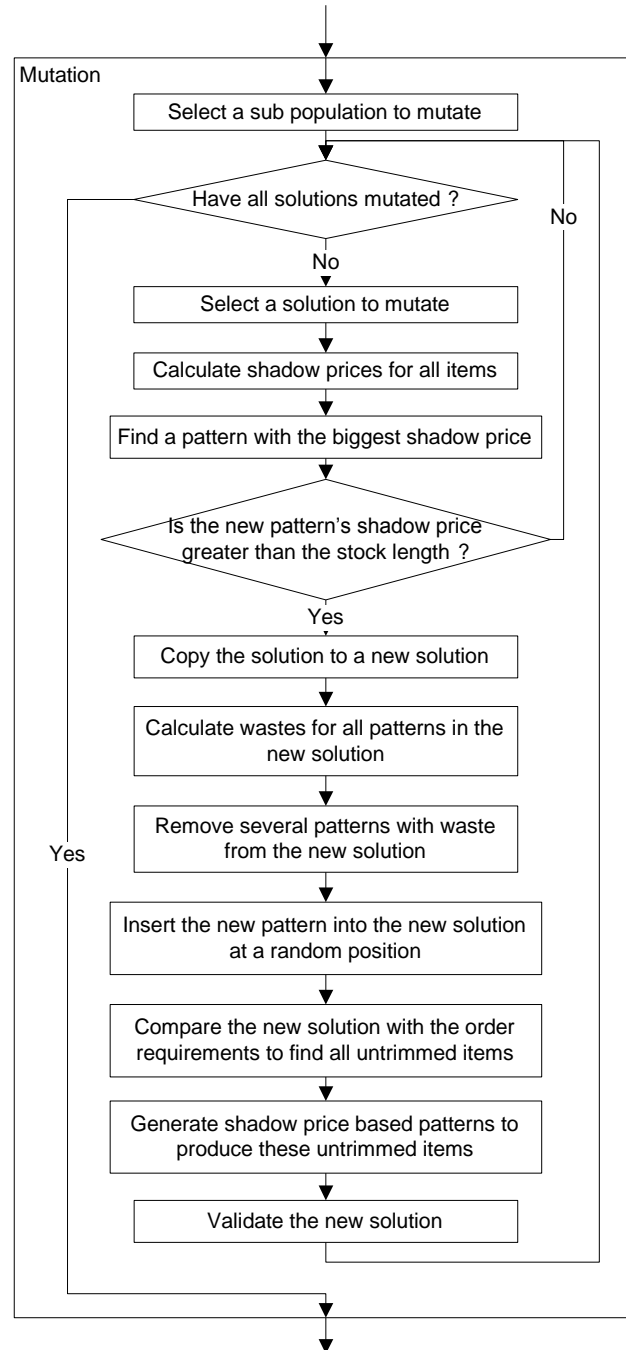 Mutation
Select a sub population to mutate
Have all solutions mutated ?
No
No
Select a solution to mutate
Calculate shadow prices for all items
Find a pattern with the biggest shadow price
Is the new pattern's shadow price
greater than the stock length ?
Yes
Copy the solution to a new solution
Calculate wastes for all patterns in the
new solution
Remove several patterns with waste
from the new solution
Yes
Insert the new pattern into the new solution
at a random position
Compare the new solution with the order
requirements to find all untrimmed items
Generate shadow price based patterns to
produce these untrimmed items
Validate the new solution